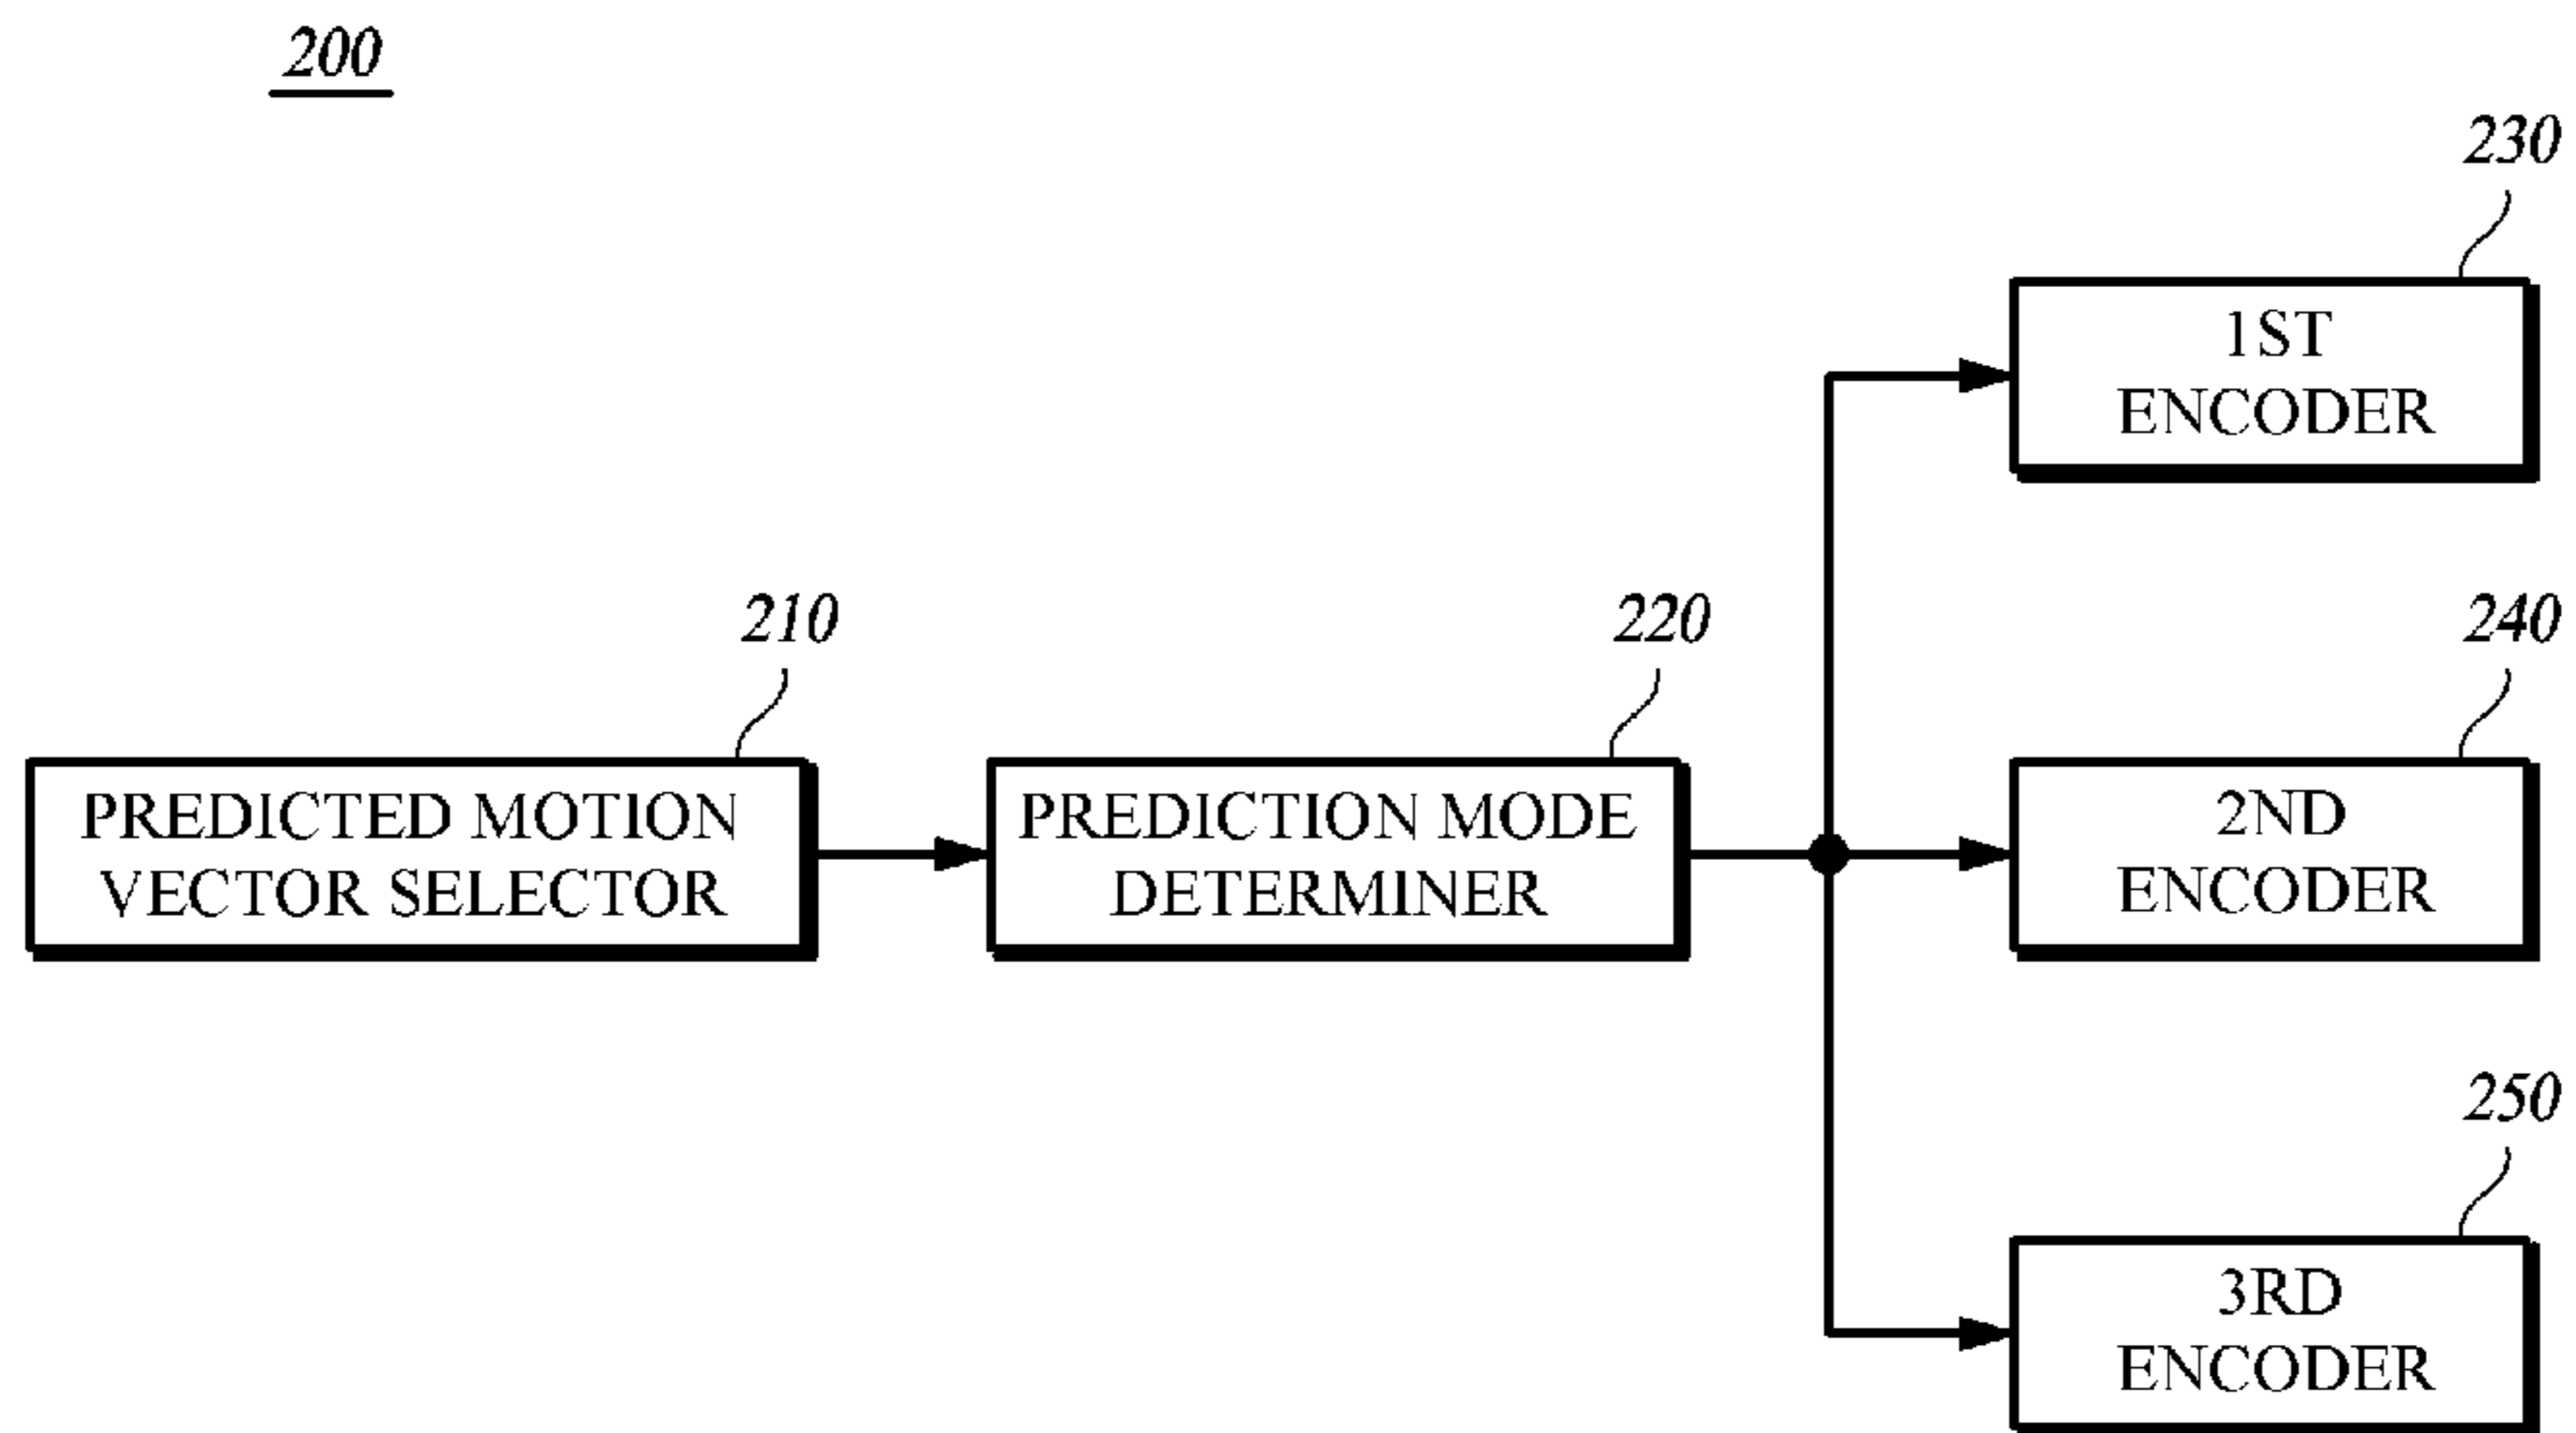 200
230
1ST
ENCODER
210
220
240
PREDICTED MOTION
VECTOR SELECTOR
PREDICTION MODE
DETERMINER
2ND
ENCODER
250
3RD
ENCODER